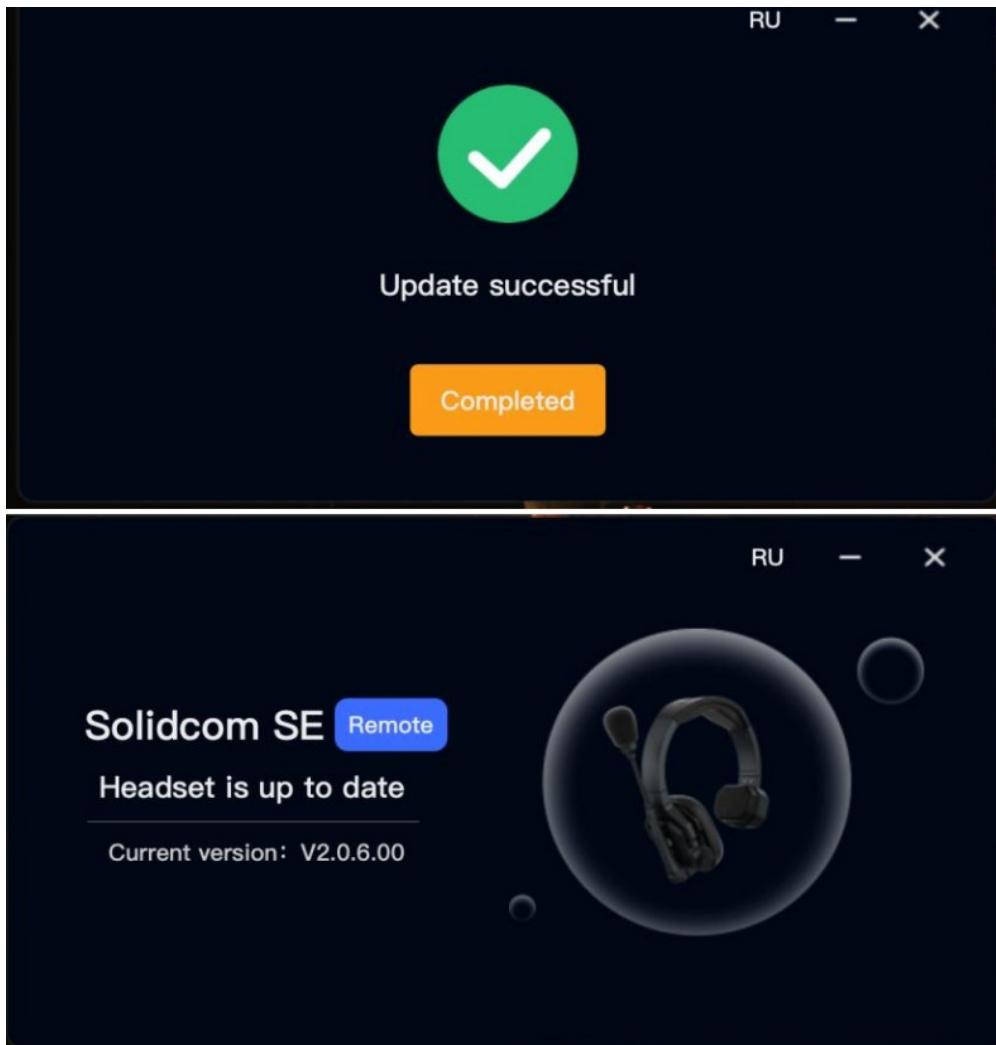 RU
Update successful
Completed
RU
Solidcom SE Remote
Headset is up to date
Current version: V2.0.6.00